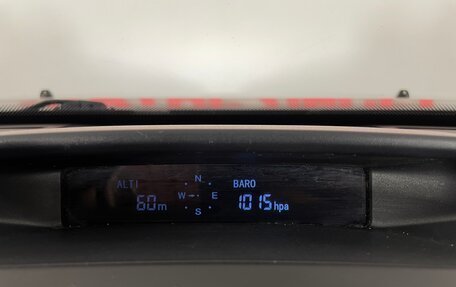 ALTI N BARO
60m W E 1015hpa
S